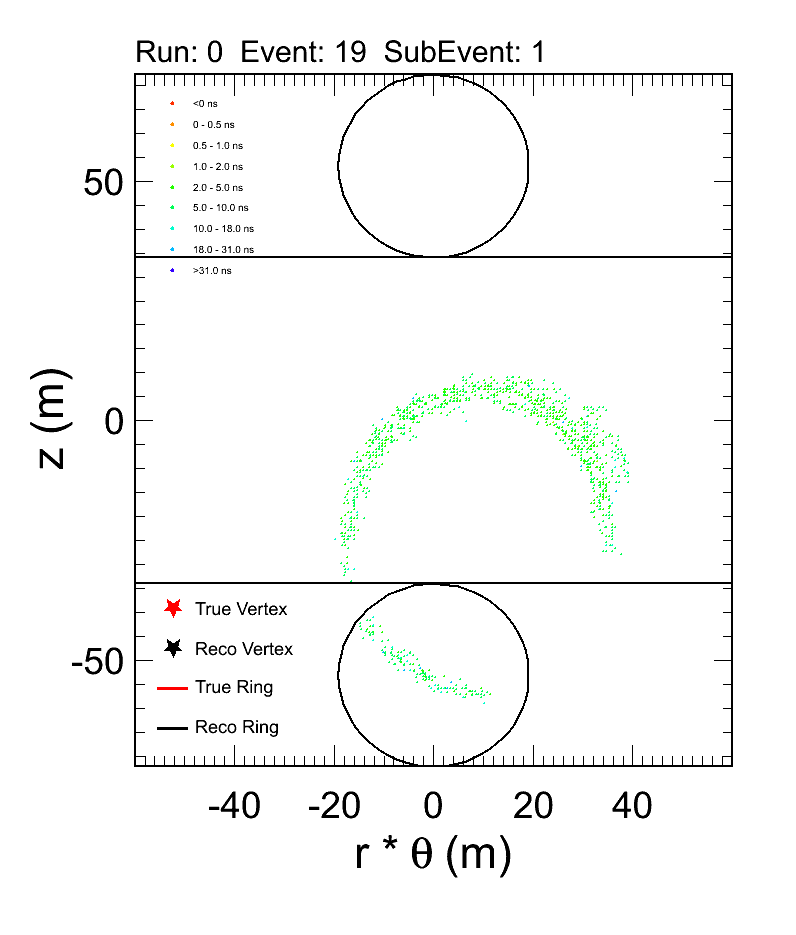 Run: 0 Event: 19 SubEvent: 1
<0 ns
0 - 0.5 ns
0.5 - 1.0 ns
1.0 - 2.0 ns
2.0 - 5.0 ns
5.0 - 10.0 ns
10.0 - 18.0 ns
18.0 - 31.0 ns
>31.0 ns
50
0
-50
z (m)
True Vertex
Reco Vertex
True Ring
Reco Ring
-40 -20 0 20 40
r * θ (m)